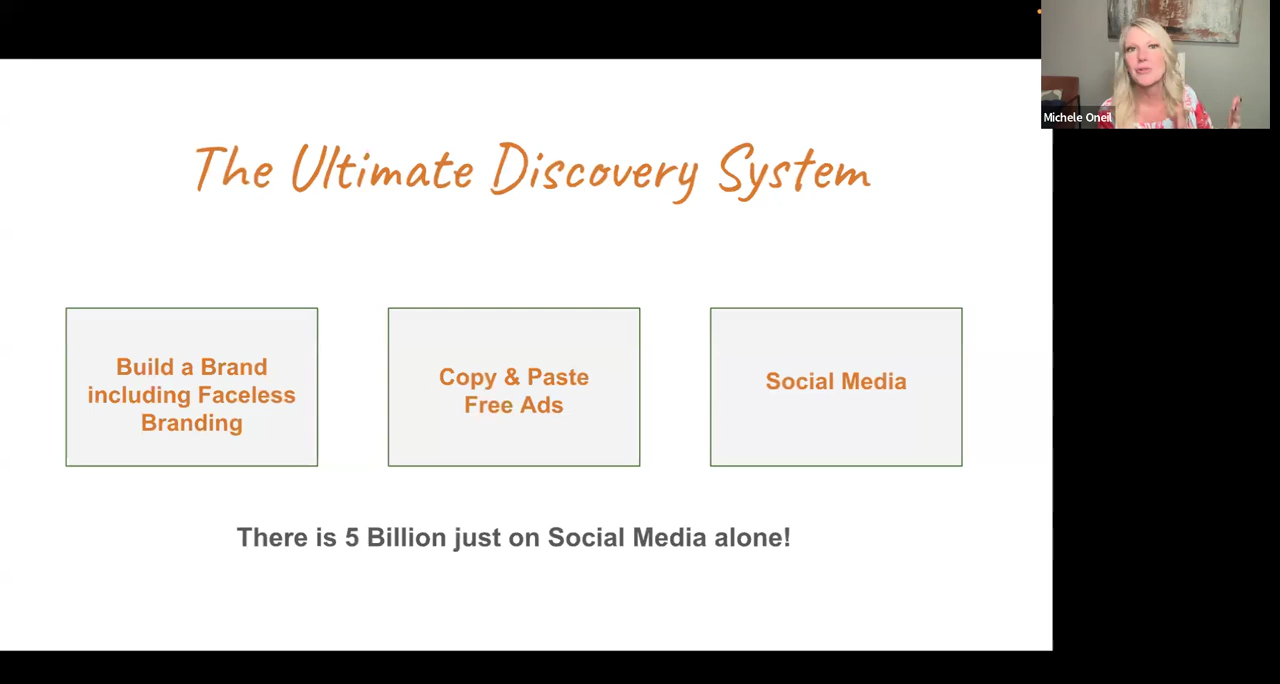 Michele Oneil
The Ultimate Discovery System
Build a Brand
including Faceless
Branding
Copy & Paste
Free Ads
Social Media
There is 5 Billion just on Social Media alone!